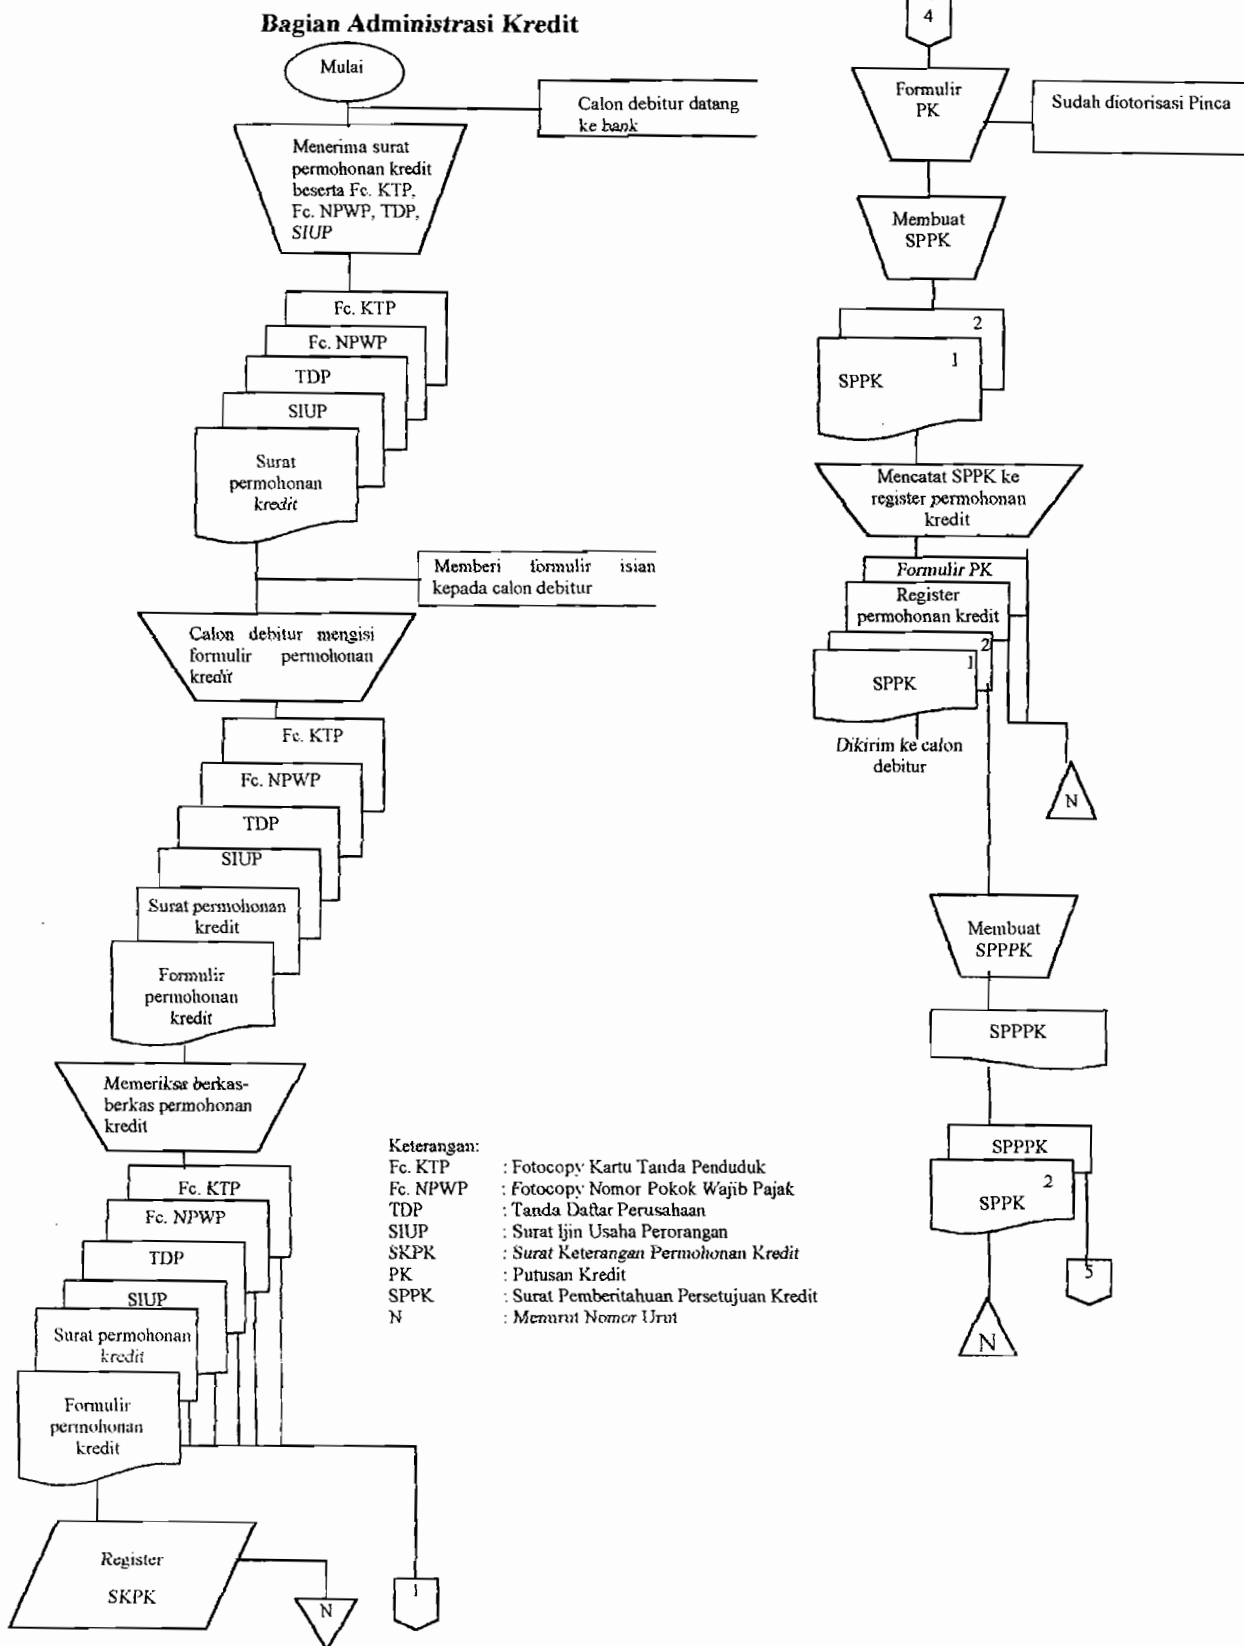 Bagian Administrasi Kredit
Mulai
Calon debitur datang
ke bank
Menerima surat
permohonan kredit
beserta Fc. KTP,
Fc. NPWP, TDP,
SIUP
Fc. KTP
Fc. NPWP
TDP
SIUP
Surat
permohonan
kredit
Memberi formulir isian
kepada calon debitur
Calon debitur mengisi
formulir permohonan
kredit
Fc. KTP
Fc. NPWP
TDP
SIUP
Surat permohonan
kredit
Formulir
permohonan
kredit
Memeriksa berkas-
berkas permohonan
kredit
Fc. KTP
Fc. NPWP
TDP
SIUP
Surat permohonan
kredit
Formulir
permohonan
kredit
Register
SKPK
N
1
4
Formulir
PK
Sudah diotorisasi Pinca
Membuat
SPPK
2
1
SPPK
Mencatat SPPK ke
register permohonan
kredit
Formulir PK
Register
permohonan kredit
2
1
SPPK
Dikirim ke calon
debitur
N
Membuat
SPPPK
SPPPK
SPPPK
2
SPPK
5
N
Keterangan:
Fc. KTP : Fotocopy Kartu Tanda Penduduk
Fc. NPWP : Fotocopy Nomor Pokok Wajib Pajak
TDP : Tanda Daftar Perusahaan
SIUP : Surat Ijin Usaha Perorangan
SKPK : Surat Keterangan Permohonan Kredit
PK : Putusan Kredit
SPPK : Surat Pemberitahuan Persetujuan Kredit
N : Menurut Nomor Urut